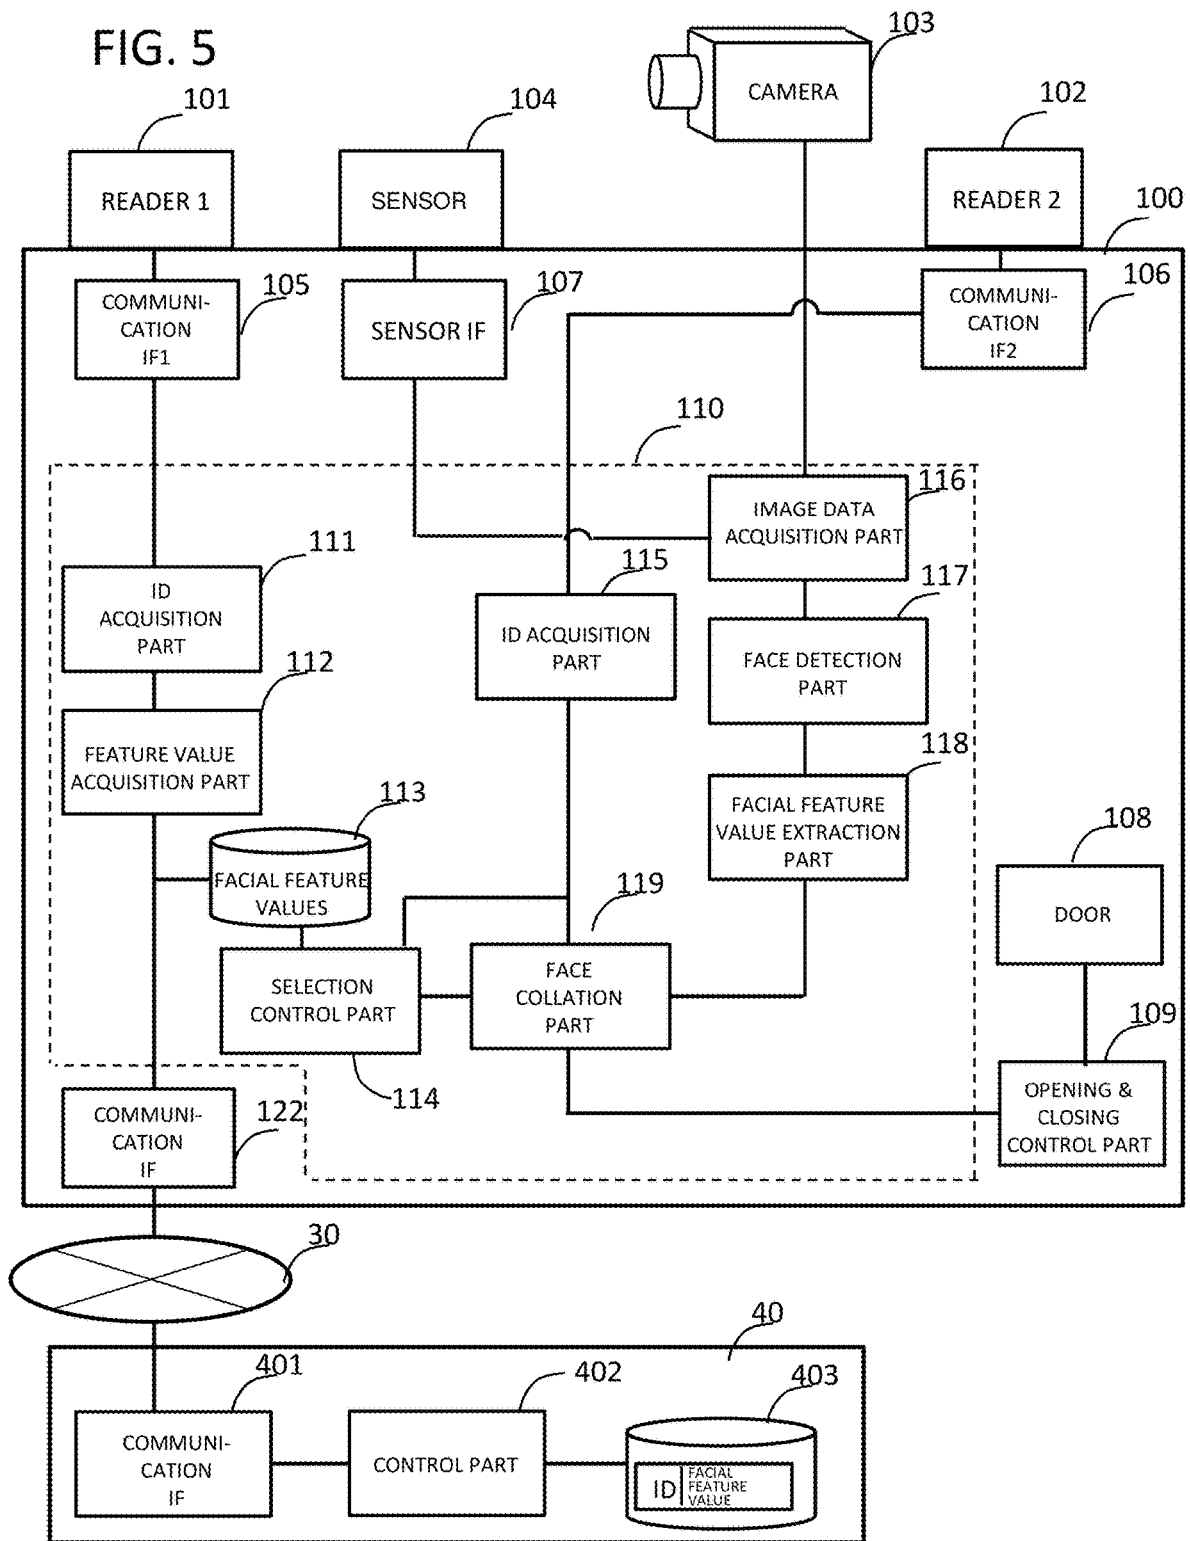 FIG. 5
103
CAMERA
101
104
102
READER 1
SENSOR
READER 2
100
105
107
106
COMMUNI-
CATION
IF1
SENSOR IF
COMMUNI-
CATION
IF2
110
116
IMAGE DATA
ACQUISITION PART
111
115
117
ID
ACQUISITION
PART
ID ACQUISITION
PART
FACE DETECTION
PART
112
118
FEATURE VALUE
ACQUISITION PART
FACIAL FEATURE
VALUE EXTRACTION
PART
113
108
FACIAL FEATURE
VALUES
119
DOOR
SELECTION
CONTROL PART
FACE
COLLATION
PART
109
114
122
COMMUNI-
CATION
IF
OPENING &
CLOSING
CONTROL PART
30
40
401
402
403
COMMUNI-
CATION
IF
CONTROL PART
ID
FACIAL
FEATURE
VALUE